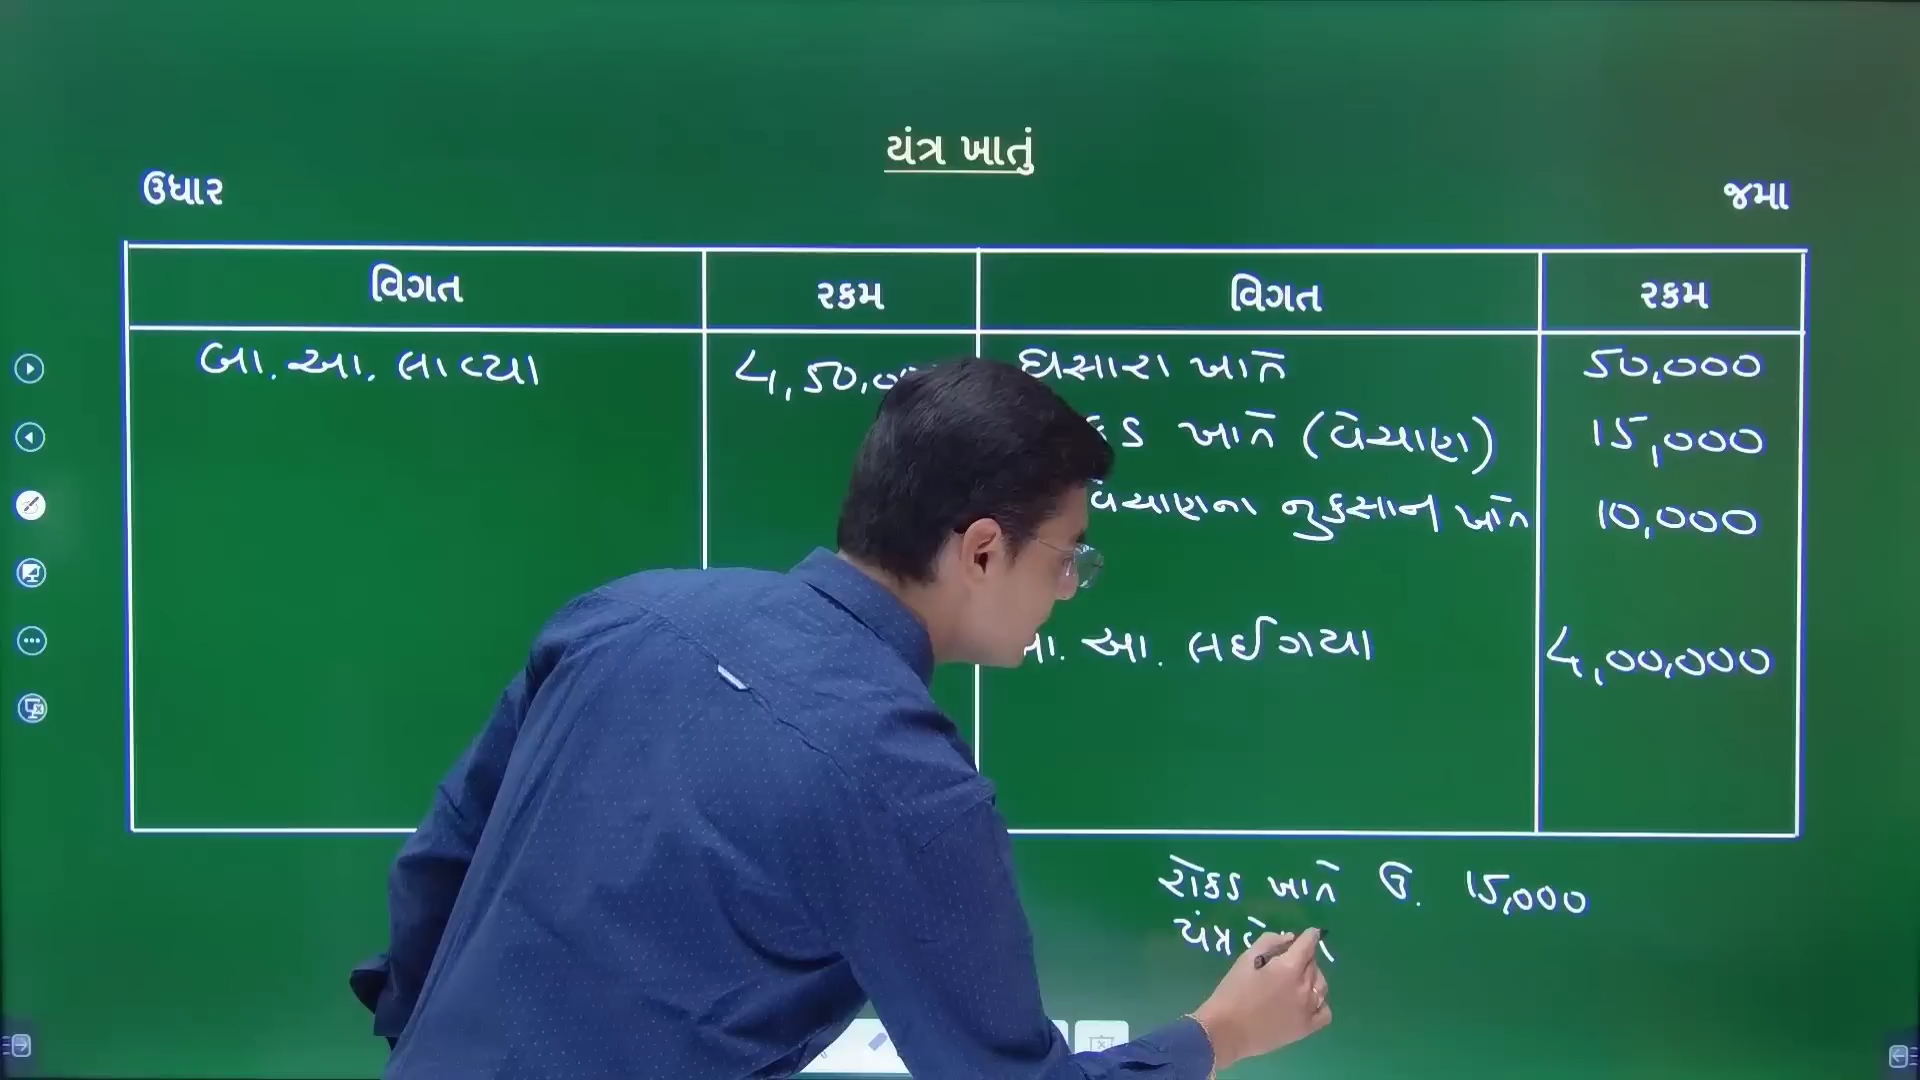 યંત્ર ખાતું
ઉધાર
જમા
વિગત રકમ વિગત રકમ
બા. આ. લાવ્યા ઘસારા ખાતે 50,000
ખાતે (વેચાણ) 15,000
વેચાણના નુકસાન ખાતે 10,000
આ. લઈ ગયા 4,00,000
રોકડ ખાતે ઉ. 15,000
યંત્ર